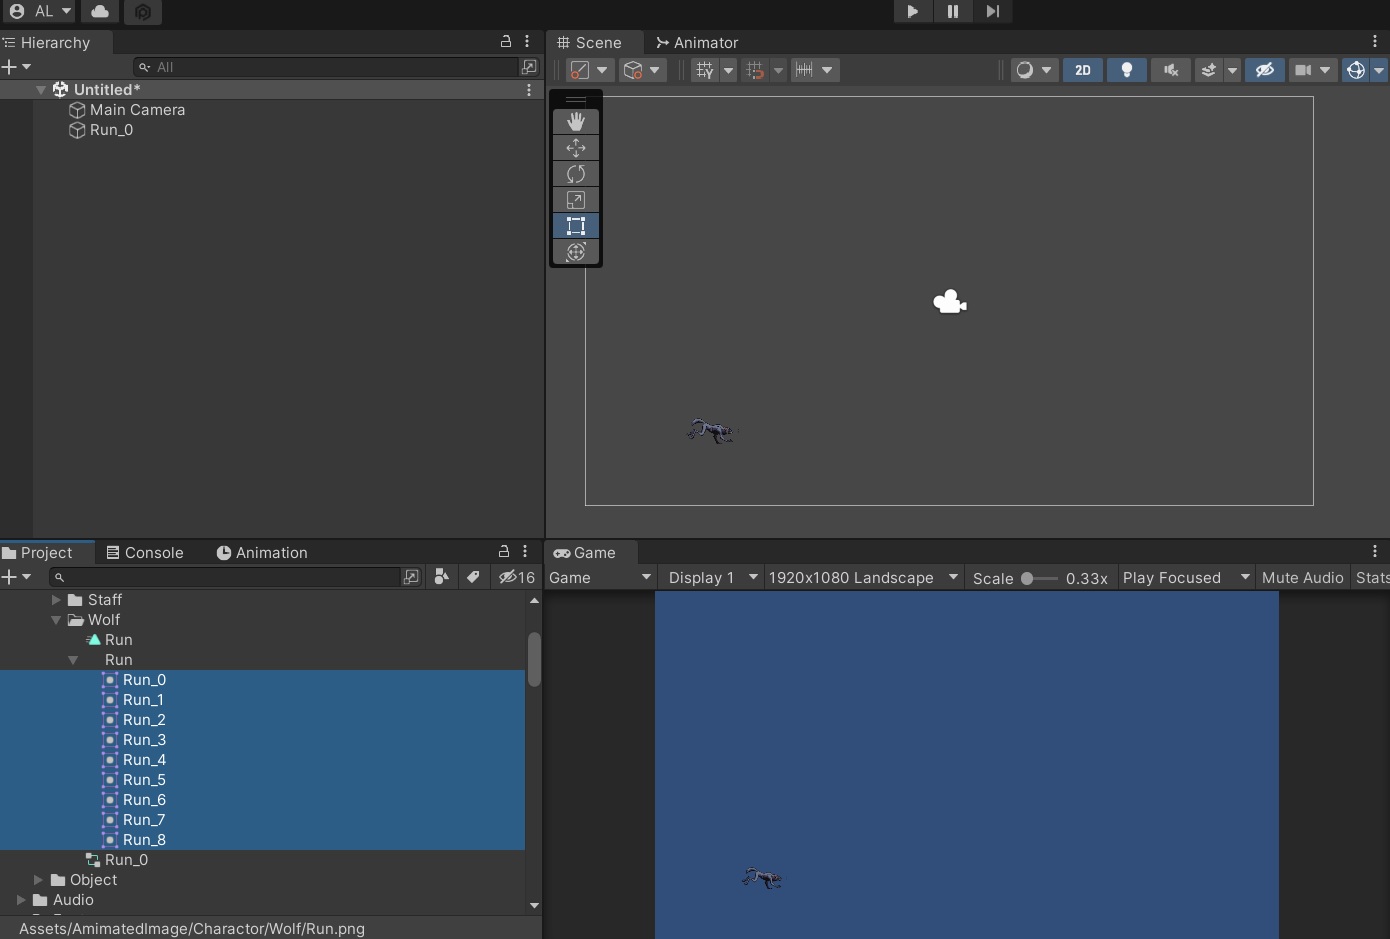 AL
Hierarchy
All
Untitled*
Main Camera
Run_0
Scene
Animator
2D
Project
Console
Animation
16
Staff
Wolf
Run
Run
Run_0
Run_1
Run_2
Run_3
Run_4
Run_5
Run_6
Run_7
Run_8
Run_0
Object
Audio
Assets/AmimatedImage/Charactor/Wolf/Run.png
Game
Game
Display 1
1920x1080 Landscape
Scale
0.33x
Play Focused
Mute Audio
Stats